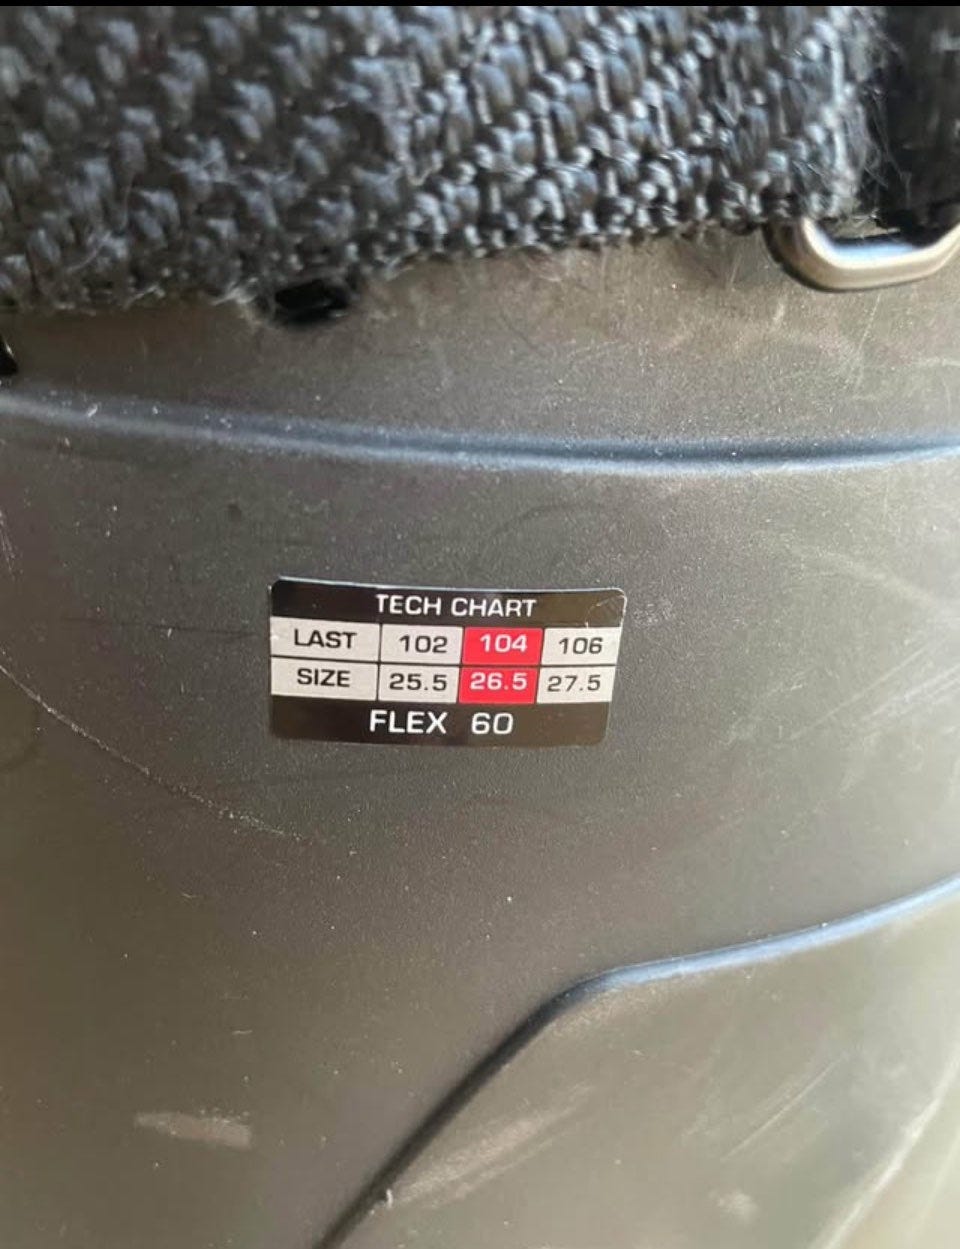 TECH CHART
LAST 102 104 106
SIZE 25.5 26.5 27.5
FLEX 60